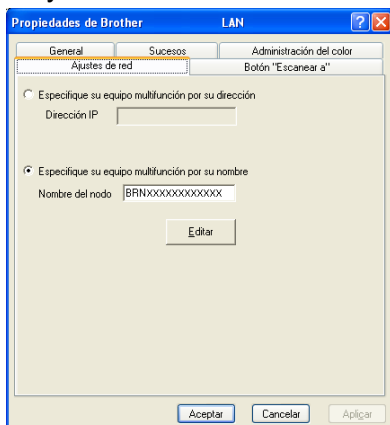 Propiedades de Brother LAN
General Sucesos Administración del color
Ajustes de red Botón "Escanear a"
Especifique su equipo multifunción por su dirección
Dirección IP
Especifique su equipo multifunción por su nombre
Nombre del nodo BRNXXXXXXXXXXXX
Editar
Aceptar Cancelar Aplicar